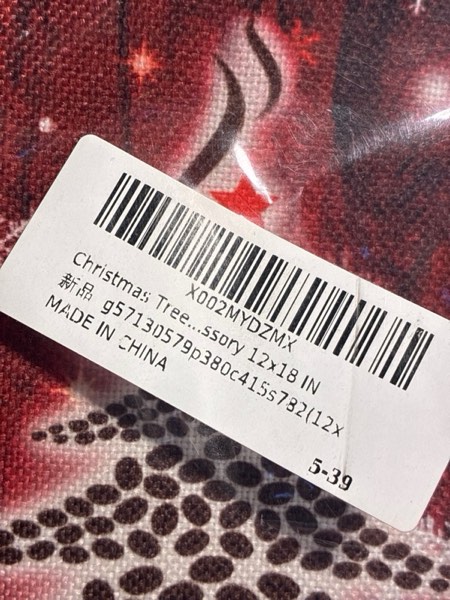 X002MYDZMX
Christmas Tree...ssory 12x18 IN
新品 g57130579p380c415s782(12x
MADE IN CHINA
5-39